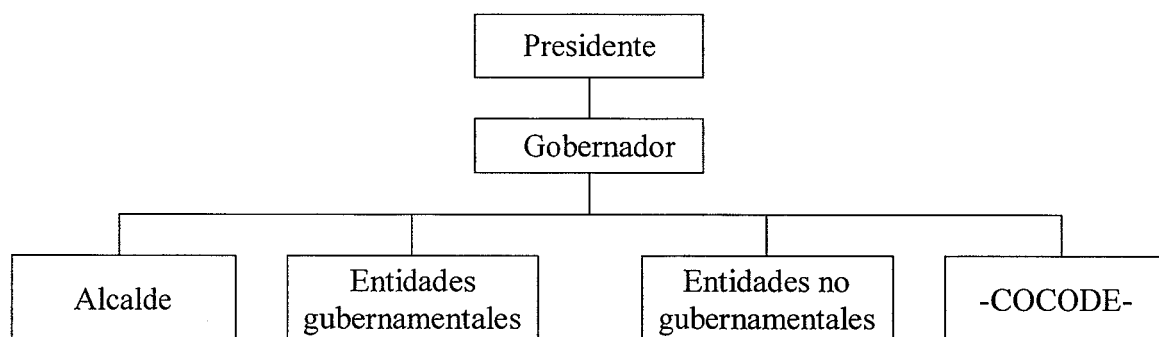 Presidente
Gobernador
Alcalde
Entidades
gubernamentales
Entidades no
gubernamentales
-COCODE-